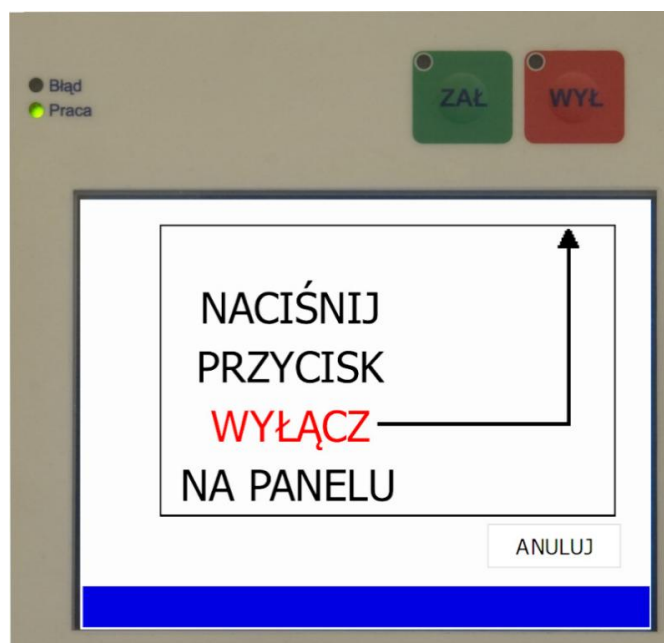 Błąd
Praca
ZAŁ
WYŁ
NACIŚNIJ
PRZYCISK
WYŁĄCZ
NA PANELU
ANULUJ